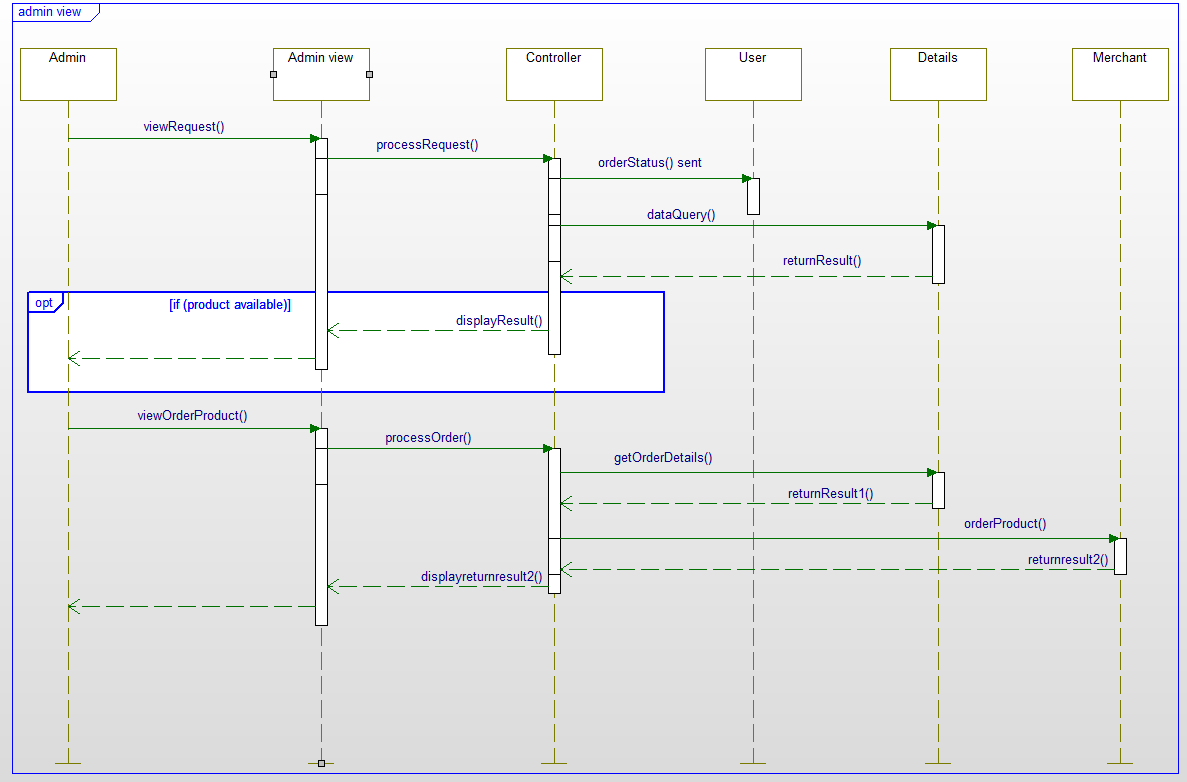 admin view
Admin
Admin view
Controller
User
Details
Merchant
viewRequest()
processRequest()
orderStatus() sent
dataQuery()
returnResult()
opt
[if (product available)]
displayResult()
viewOrderProduct()
processOrder()
getOrderDetails()
returnResult1()
orderProduct()
returnresult2()
displayreturnresult2()